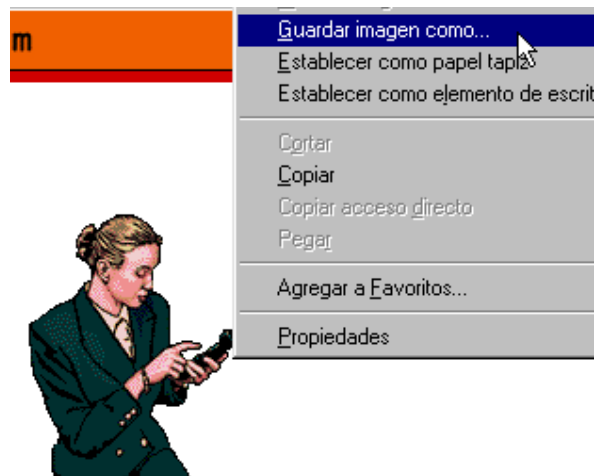 m
Guardar imagen como...
Establecer como papel tapiz
Establecer como elemento de escrit
Cortar
Copiar
Copiar acceso directo
Pegar
Agregar a Favoritos...
Propiedades